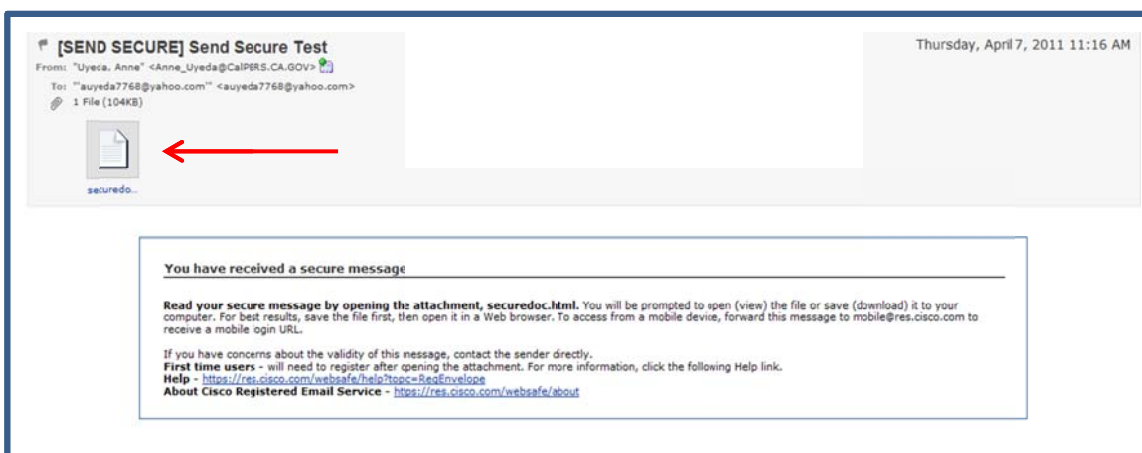 [SEND SECURE] Send Secure Test
Thursday, April 7, 2011 11:16 AM
From: "Uyeda, Anne" <Anne_Uyeda@CalPERS.CA.GOV>
To: "'auyeda7768@yahoo.com'" <auyeda7768@yahoo.com>
1 File (104KB)
securedo...
You have received a secure message
Read your secure message by opening the attachment, securedoc.html. You will be prompted to open (view) the file or save (download) it to your
computer. For best results, save the file first, then open it in a Web browser. To access from a mobile device, forward this message to mobile@res.cisco.com to
receive a mobile login URL.
If you have concerns about the validity of this message, contact the sender directly.
First time users - will need to register after opening the attachment. For more information, click the following Help link.
Help - https://res.cisco.com/websafe/help?topic=RegEnvelope
About Cisco Registered Email Service - https://res.cisco.com/websafe/about